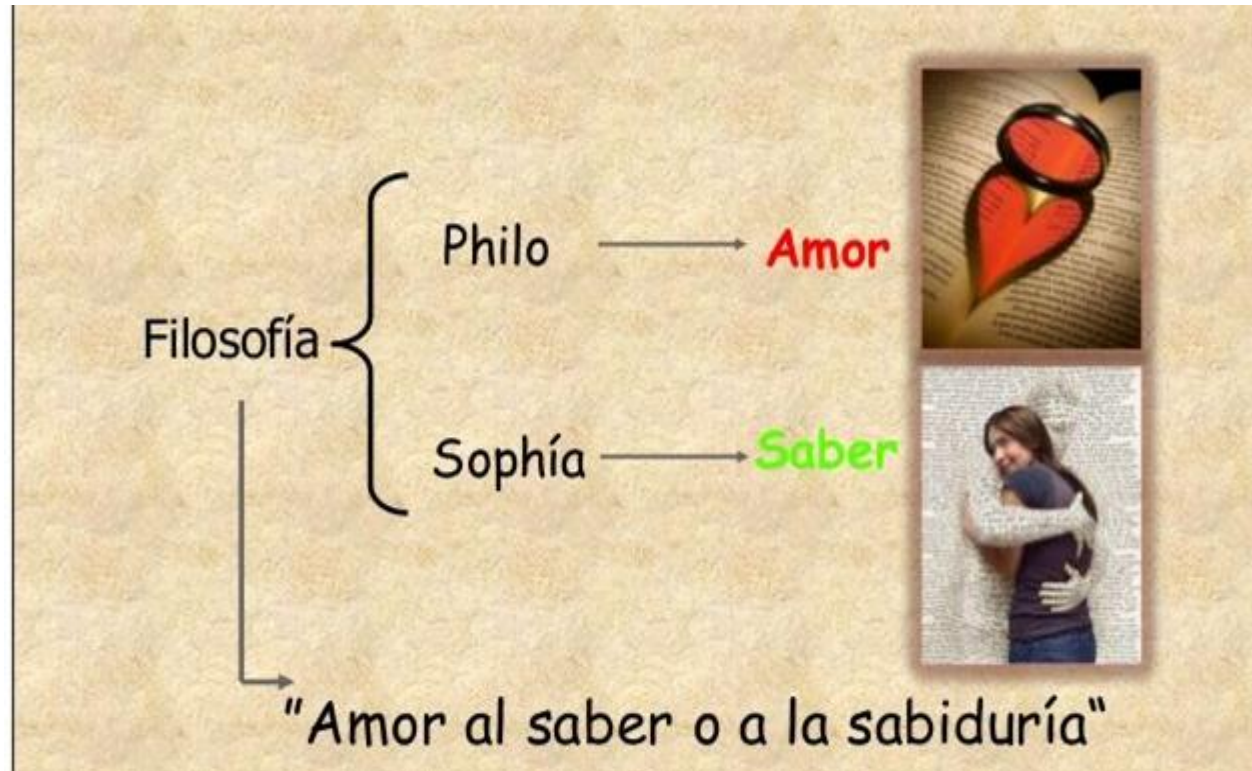 Philo
Amor
Filosofía
Sophía
Saber
"Amor al saber o a la sabiduría“